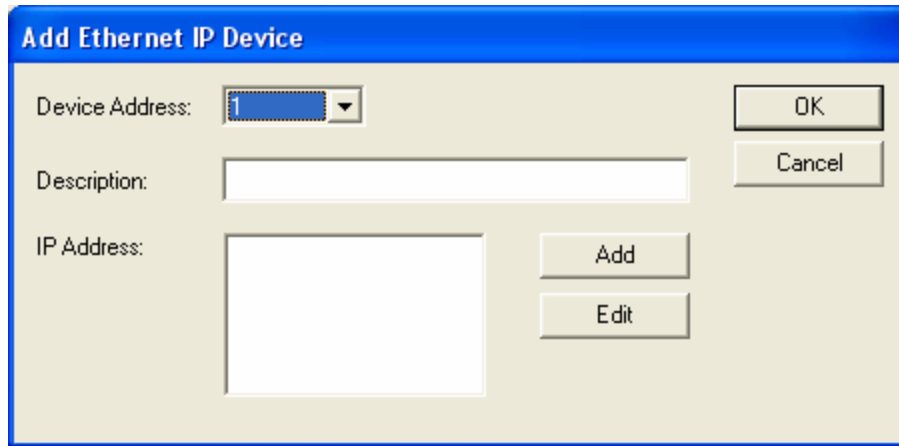 Add Ethernet IP Device
Device Address: 1 OK
Description: Cancel
IP Address: Add
Edit